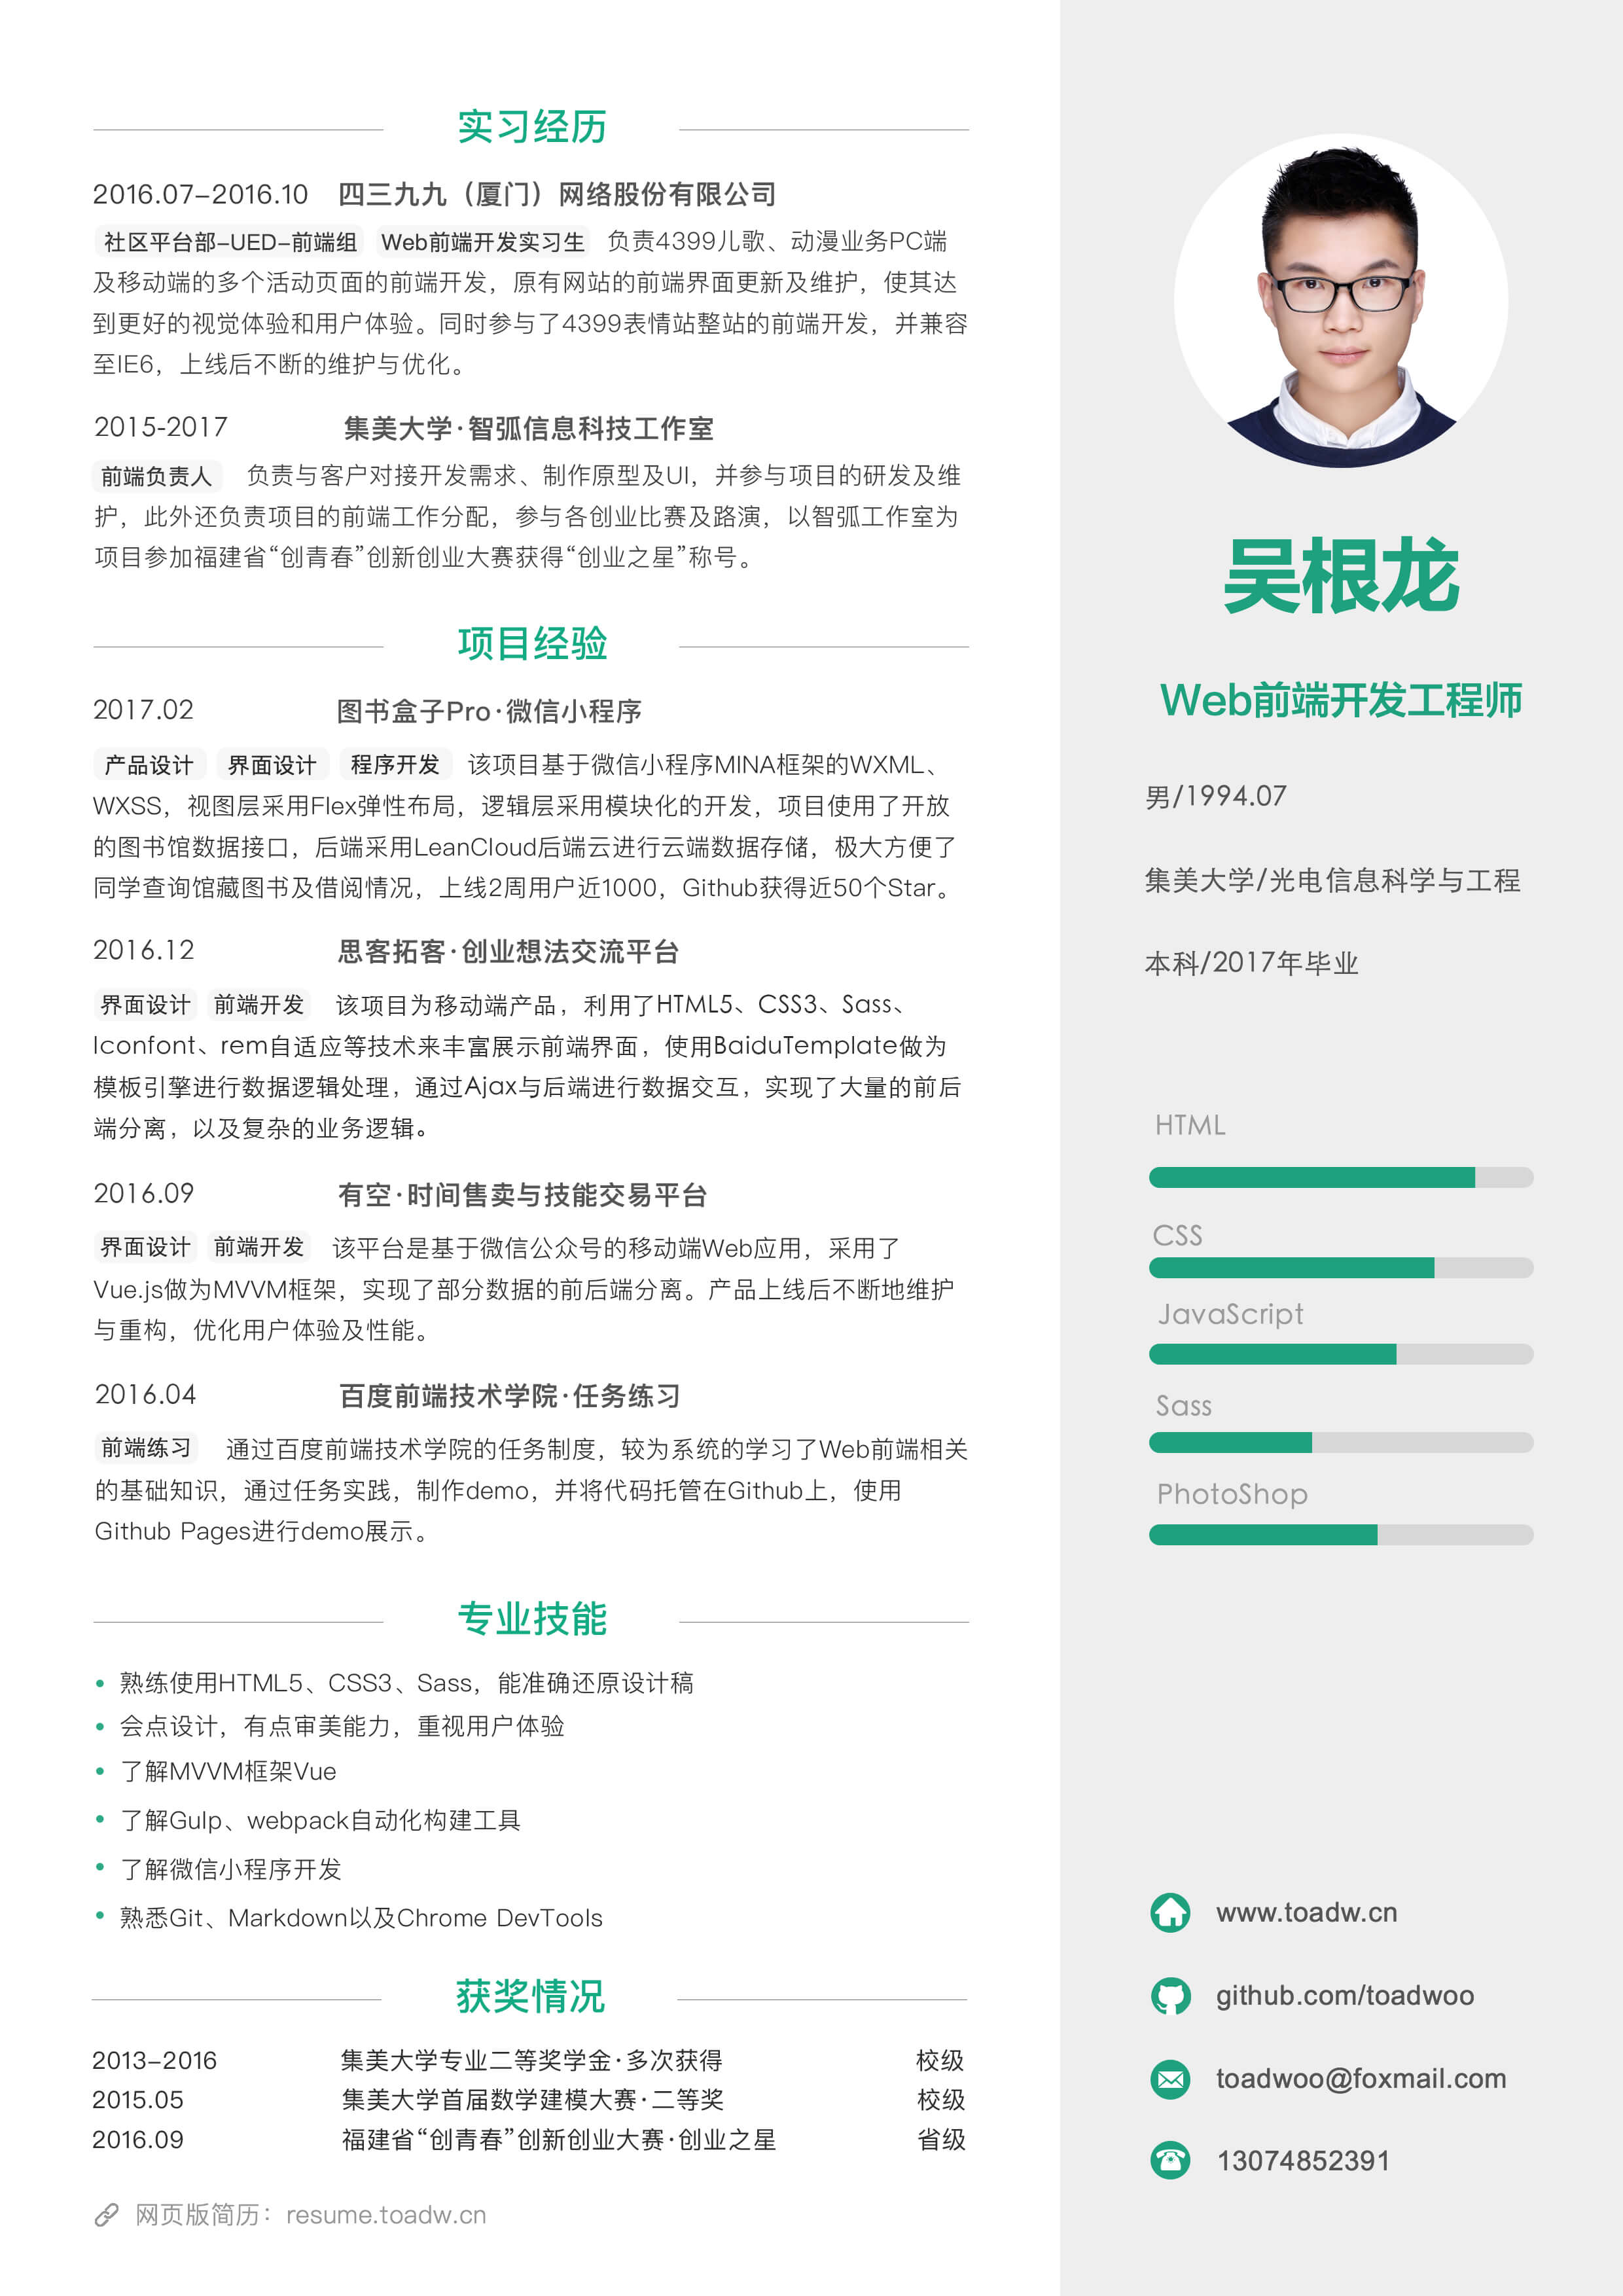 实习经历
2016.07-2016.10 四三九九（厦门）网络股份有限公司
社区平台部-UED-前端组 Web前端开发实习生 负责4399儿歌、动漫业务PC端
及移动端的多个活动页面的前端开发，原有网站的前端界面更新及维护，使其达
到更好的视觉体验和用户体验。同时参与了4399表情站整站的前端开发，并兼容
至IE6，上线后不断的维护与优化。
2015-2017 集美大学·智弧信息科技工作室
前端负责人 负责与客户对接开发需求、制作原型及UI，并参与项目的研发及维
护，此外还负责项目的前端工作分配，参与各创业比赛及路演，以智弧工作室为
项目参加福建省“创青春”创新创业大赛获得“创业之星”称号。
项目经验
2017.02 图书盒子Pro·微信小程序
产品设计 界面设计 程序开发 该项目基于微信小程序MINA框架的WXML、
WXSS，视图层采用Flex弹性布局，逻辑层采用模块化的开发，项目使用了开放
的图书馆数据接口，后端采用LeanCloud后端云进行云端数据存储，极大方便了
同学查询馆藏图书及借阅情况，上线2周用户近1000，Github获得近50个Star。
2016.12 思客拓客·创业想法交流平台
界面设计 前端开发 该项目为移动端产品，利用了HTML5、CSS3、Sass、
Iconfont、rem自适应等技术来丰富展示前端界面，使用BaiduTemplate做为
模板引擎进行数据逻辑处理，通过Ajax与后端进行数据交互，实现了大量的前后
端分离，以及复杂的业务逻辑。
2016.09 有空·时间售卖与技能交易平台
界面设计 前端开发 该平台是基于微信公众号的移动端Web应用，采用了
Vue.js做为MVVM框架，实现了部分数据的前后端分离。产品上线后不断地维护
与重构，优化用户体验及性能。
2016.04 百度前端技术学院·任务练习
前端练习 通过百度前端技术学院的任务制度，较为系统的学习了Web前端相关
的基础知识，通过任务实践，制作demo，并将代码托管在Github上，使用
Github Pages进行demo展示。
专业技能
• 熟练使用HTML5、CSS3、Sass，能准确还原设计稿
• 会点设计，有点审美能力，重视用户体验
• 了解MVVM框架Vue
• 了解Gulp、webpack自动化构建工具
• 了解微信小程序开发
• 熟悉Git、Markdown以及Chrome DevTools
获奖情况
2013-2016 集美大学专业二等奖学金·多次获得 校级
2015.05 集美大学首届数学建模大赛·二等奖 校级
2016.09 福建省“创青春”创新创业大赛·创业之星 省级
网页版简历：resume.toadw.cn
吴根龙
Web前端开发工程师
男/1994.07
集美大学/光电信息科学与工程
本科/2017年毕业
HTML
CSS
JavaScript
Sass
PhotoShop
www.toadw.cn
github.com/toadwoo
toadwoo@foxmail.com
13074852391